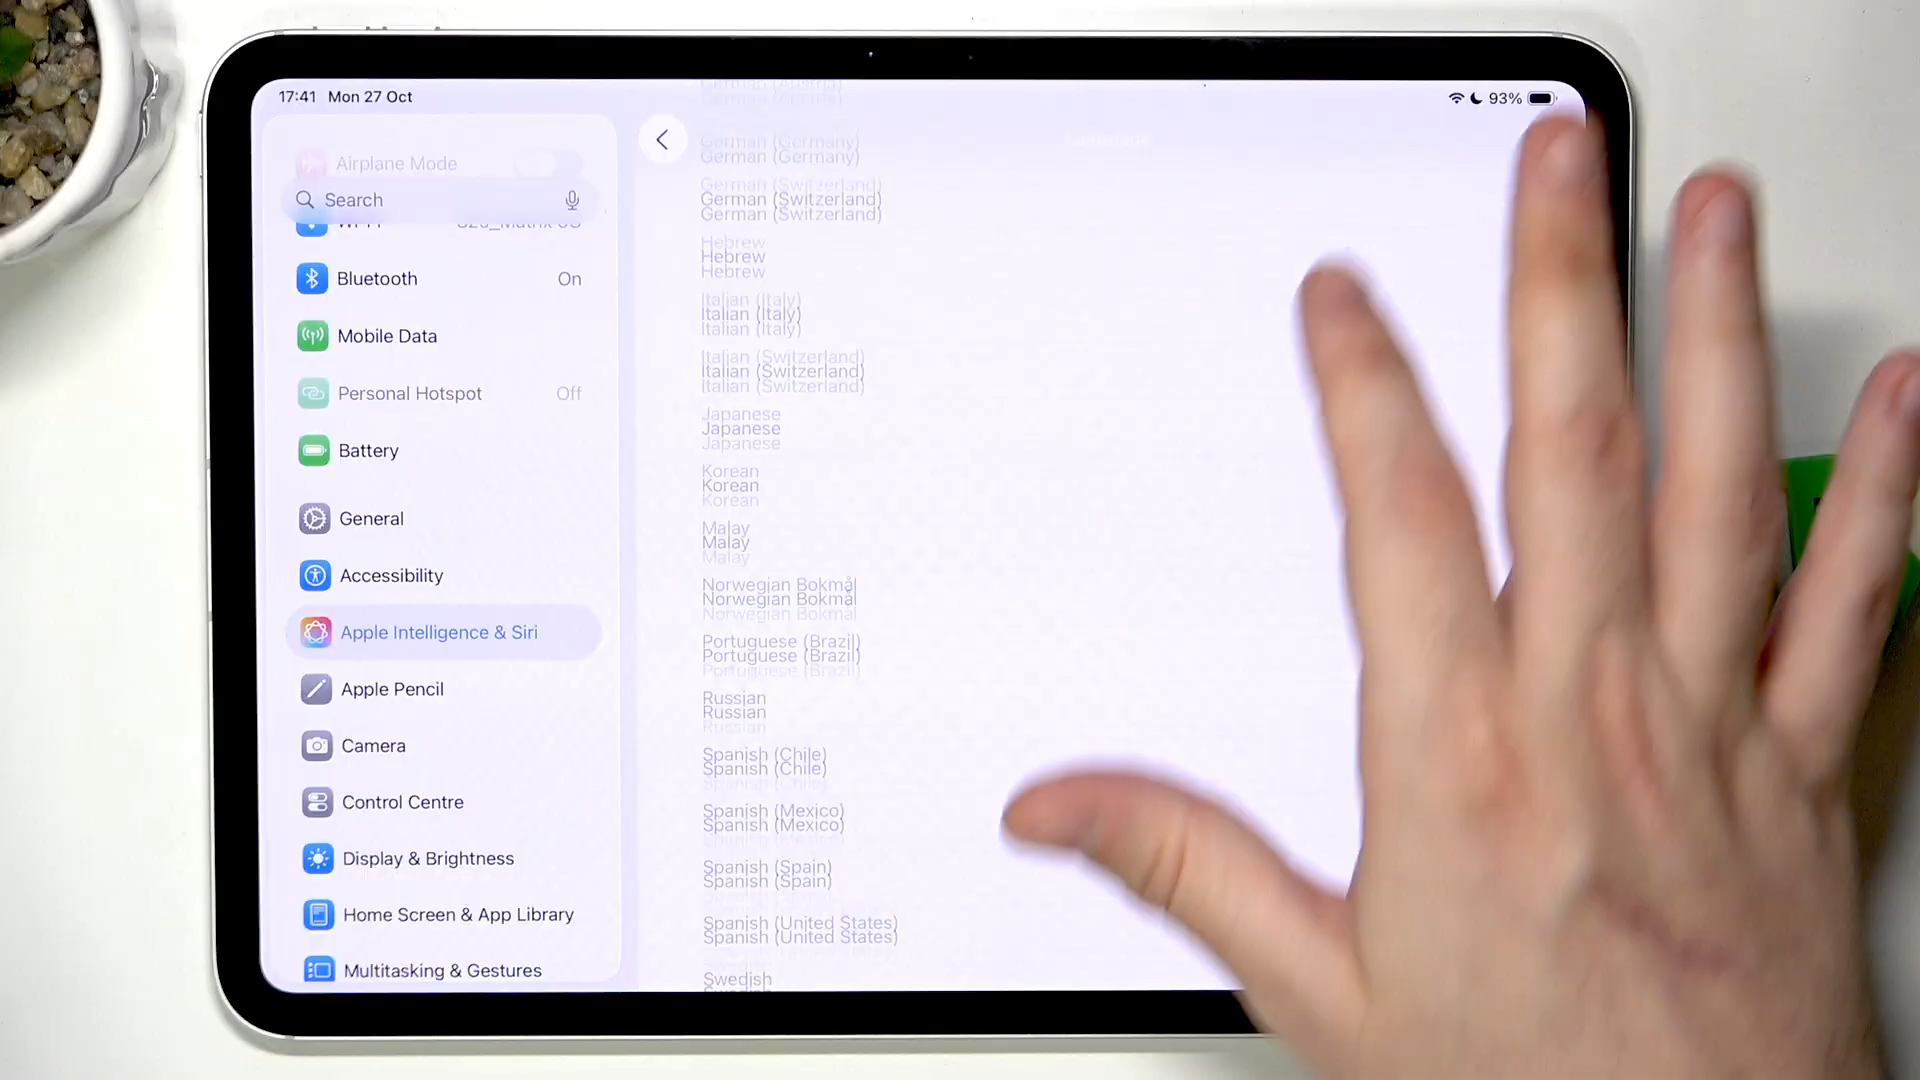 17:41 Mon 27 Oct
93%
Airplane Mode
Search
Bluetooth On
Mobile Data
Personal Hotspot Off
Battery
General
Accessibility
Apple Intelligence & Siri
Apple Pencil
Camera
Control Centre
Display & Brightness
Home Screen & App Library
Multitasking & Gestures
German (Germany)
German (Switzerland)
Hebrew
Italian (Italy)
Italian (Switzerland)
Japanese
Korean
Malay
Norwegian Bokmål
Portuguese (Brazil)
Russian
Spanish (Chile)
Spanish (Mexico)
Spanish (Spain)
Spanish (United States)
Swedish